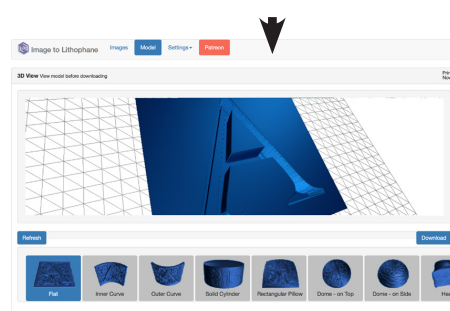 Image to Lithophane Images Model Settings Patreon
3D View View model before downloading
Refresh Download
Flat Inner Curve Outer Curve Solid Cylinder Rectangular Pillow Dome - on Top Dome - on Side